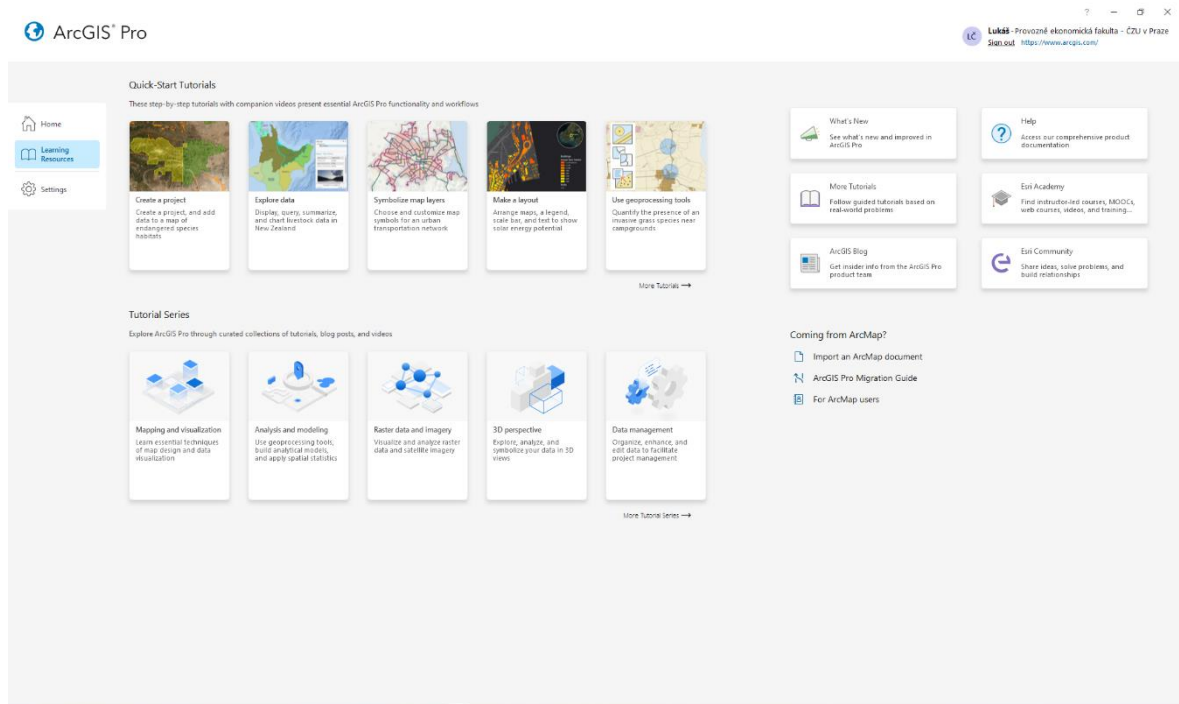 ArcGIS® Pro
?
LČ
Lukáš - Provozně ekonomická fakulta - ČZU v Praze
Sign out https://www.arcgis.com/
Home
Learning
Resources
Settings
Quick-Start Tutorials
These step-by-step tutorials with companion videos present essential ArcGIS Pro functionality and workflows
Create a project
Create a project, and add
data to a map of
endangered species
habitats
Explore data
Display, query, summarize,
and chart livestock data in
New Zealand
Symbolize map layers
Choose and customize map
symbols for an urban
transportation network
Make a layout
Arrange maps, a legend,
scale bar, and text to show
solar energy potential
Use geoprocessing tools
Quantify the presence of an
invasive grass species near
campgrounds
More Tutorials →
Tutorial Series
Explore ArcGIS Pro through curated collections of tutorials, blog posts, and videos
Mapping and visualization
Learn essential techniques
of map design and data
visualization
Analysis and modeling
Use geoprocessing tools,
build analytical models,
and apply spatial statistics
Raster data and imagery
Visualize and analyze raster
data and satellite imagery
3D perspective
Explore, analyze, and
symbolize your data in 3D
views
Data management
Organize, enhance, and
edit data to facilitate
project management
More Tutorial Series →
What's New
See what's new and improved in
ArcGIS Pro
Help
Access our comprehensive product
documentation
More Tutorials
Follow guided tutorials based on
real-world problems
Esri Academy
Find instructor-led courses, MOOCs,
web courses, videos, and training...
ArcGIS Blog
Get insider info from the ArcGIS Pro
product team
Esri Community
Share ideas, solve problems, and
build relationships
Coming from ArcMap?
Import an ArcMap document
ArcGIS Pro Migration Guide
For ArcMap users